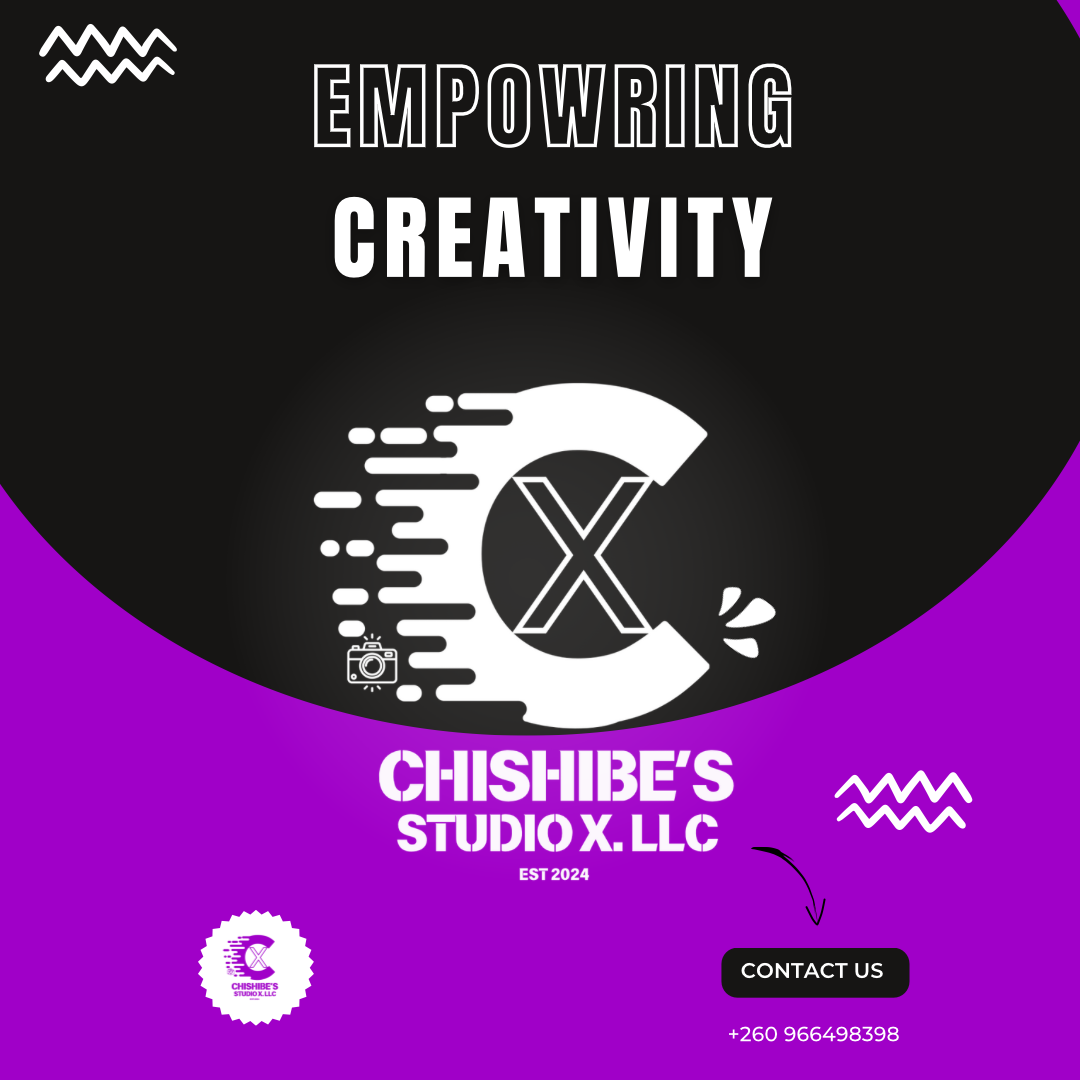 EMPOWRING
CREATIVITY
X
CHISHIBE'S
STUDIO X. LLC
EST 2024
X
CHISHIBE'S
STUDIO X. LLC
CONTACT US
+260 966498398